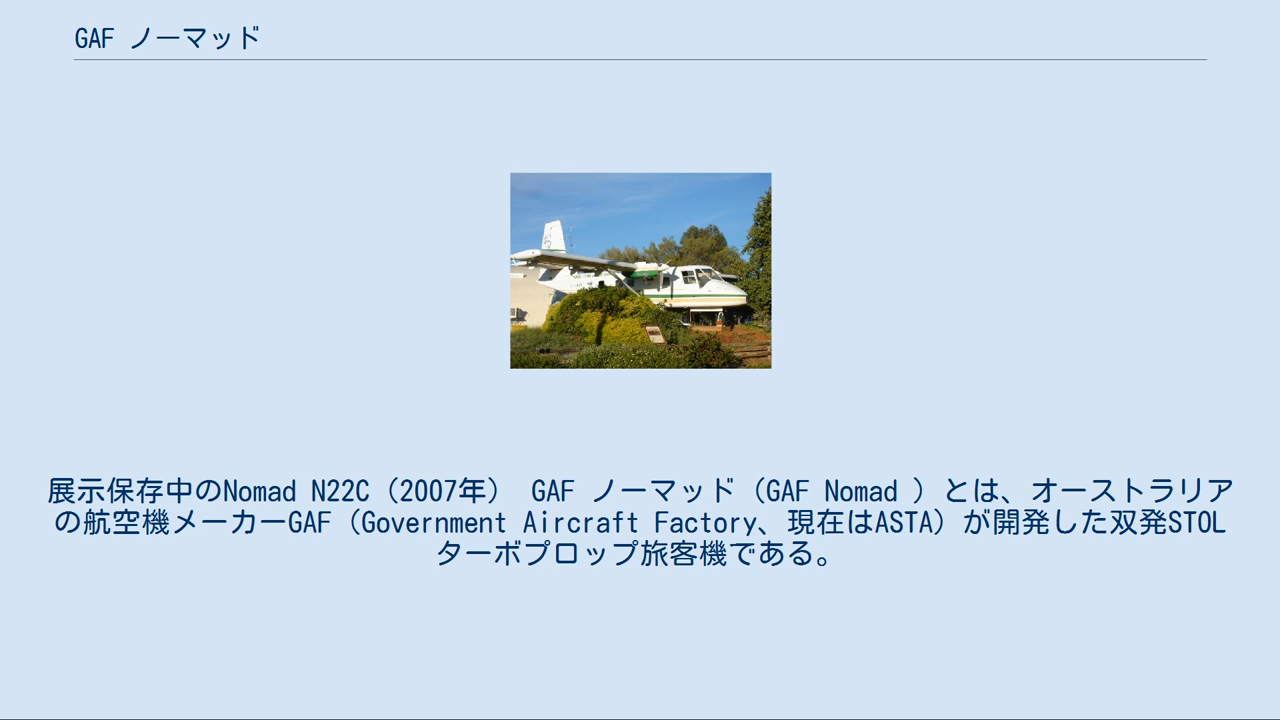 GAF ノーマッド
展示保存中のNomad N22C（2007年） GAF ノーマッド（GAF Nomad ）とは、オーストラリア
の航空機メーカーGAF（Government Aircraft Factory、現在はASTA）が開発した双発STOL
ターボプロップ旅客機である。